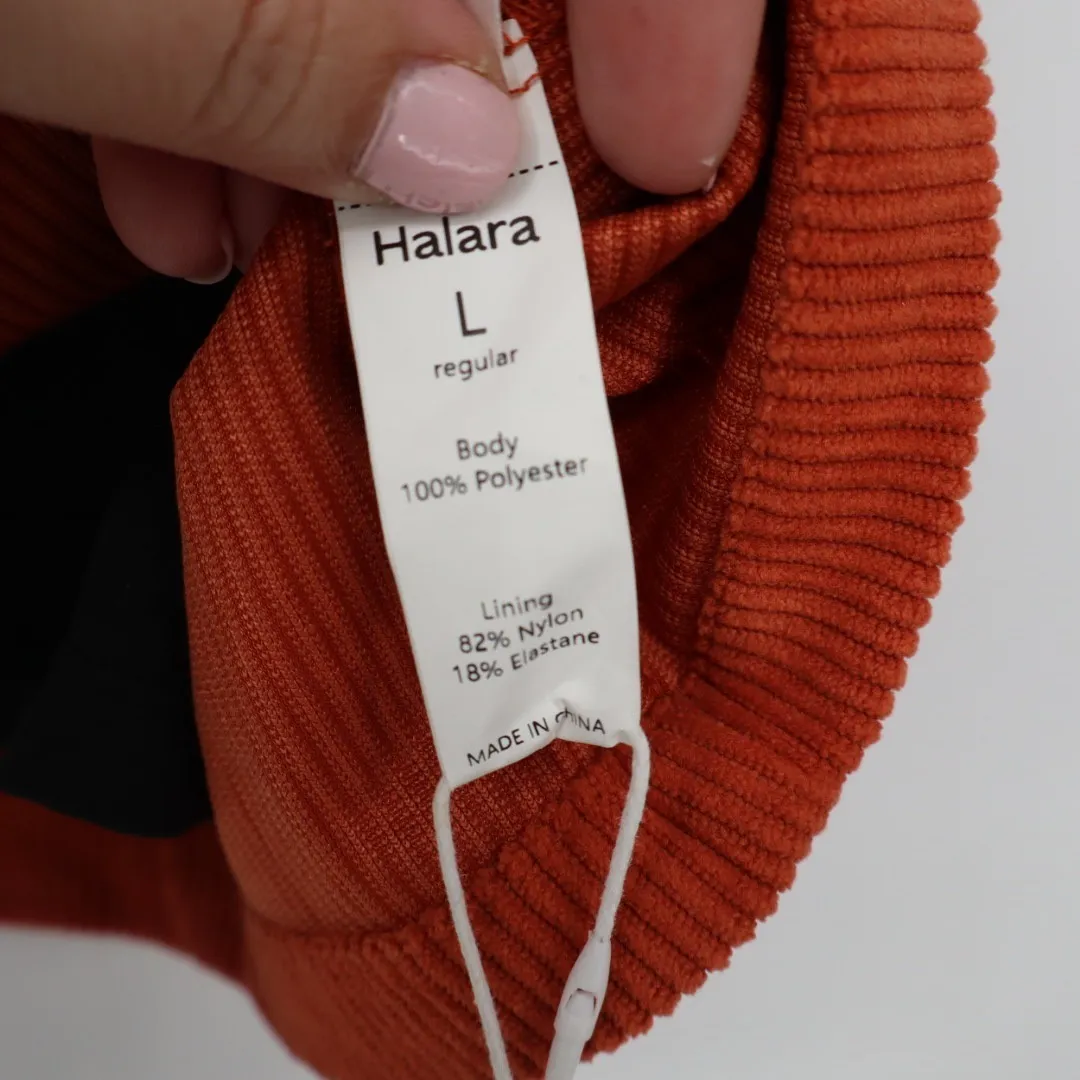 Halara
L
regular
Body
100% Polyester
Lining
82% Nylon
18% Elastane
MADE IN CHINA